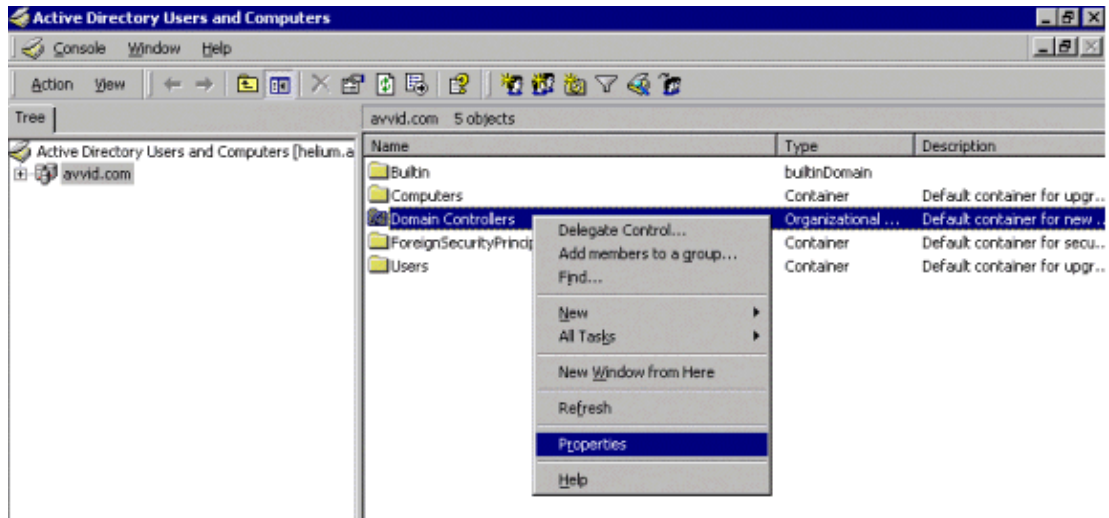 Active Directory Users and Computers
Console Window Help
Action View
Tree
avvid.com 5 objects
Active Directory Users and Computers [helium.a
avvid.com
Name Type Description
Builtin builtinDomain
Computers Container Default container for upgr...
Domain Controllers Organizational ... Default container for new ...
ForeignSecurityPrincip Container Default container for secu...
Users Container Default container for upgr...
Delegate Control...
Add members to a group...
Find...
New
All Tasks
New Window from Here
Refresh
Properties
Help